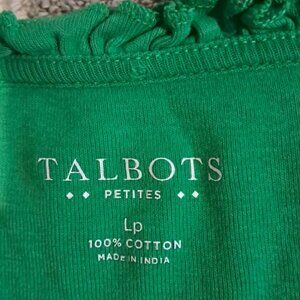 TALBOTS
PETITES
Lp
100% COTTON
MADE IN INDIA